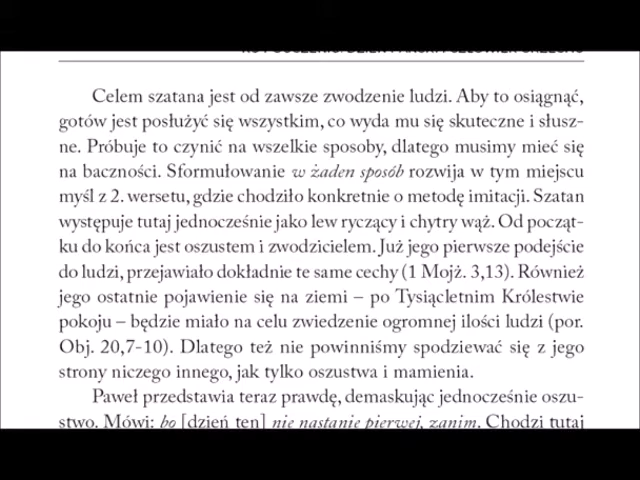 Celem szatana jest od zawsze zwodzenie ludzi. Aby to osiągnąć,
gotów jest posłużyć się wszystkim, co wyda mu się skuteczne i słusz-
ne. Próbuje to czynić na wszelkie sposoby, dlatego musimy mieć się
na baczności. Sformułowanie w żaden sposób rozwija w tym miejscu
myśl z 2. wersetu, gdzie chodziło konkretnie o metodę imitacji. Szatan
występuje tutaj jednocześnie jako lew ryczący i chytry wąż. Od począt-
ku do końca jest oszustem i zwodzicielem. Już jego pierwsze podejście
do ludzi, przejawiało dokładnie te same cechy (1 Mojż. 3,13). Również
jego ostatnie pojawienie się na ziemi – po Tysiącletnim Królestwie
pokoju – będzie miało na celu zwiedzenie ogromnej ilości ludzi (por.
Obj. 20,7-10). Dlatego też nie powinniśmy spodziewać się z jego
strony niczego innego, jak tylko oszustwa i mamienia.
Paweł przedstawia teraz prawdę, demaskując jednocześnie oszu-
stwo. Mówi: bo [dzień ten] nie nastanie pierwej, zanim. Chodzi tutaj